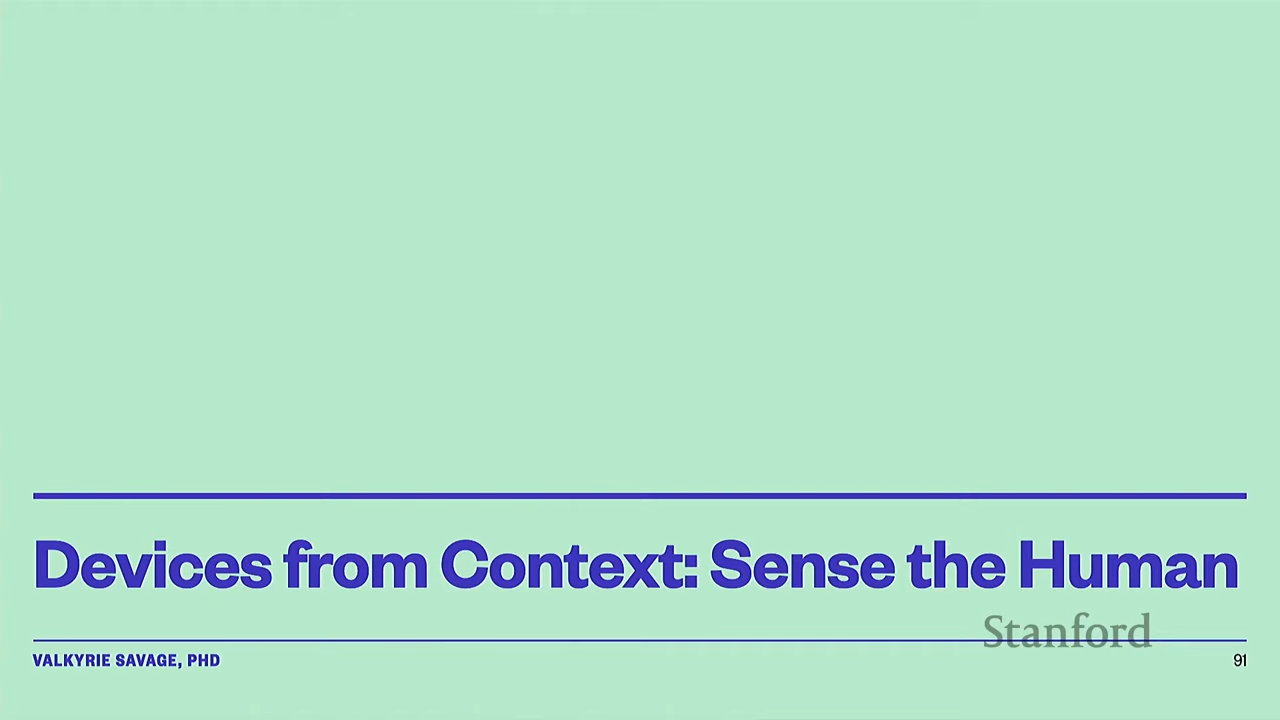 Devices from Context: Sense the Human
Stanford
VALKYRIE SAVAGE, PHD
91